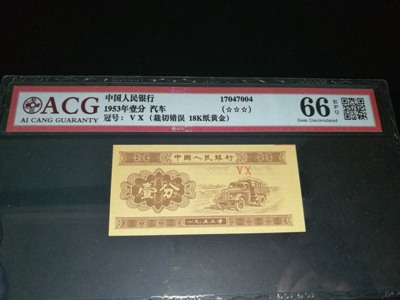 ACG
AI CANG GUARANTY
中国人民银行
17047004
1953年壹分 汽车
(☆☆☆)
冠号：V X（裁切错误 18K纸黄金）
66 EPQ
Gem Uncirculated
中國人民銀行
V X
壹分
一九五三年